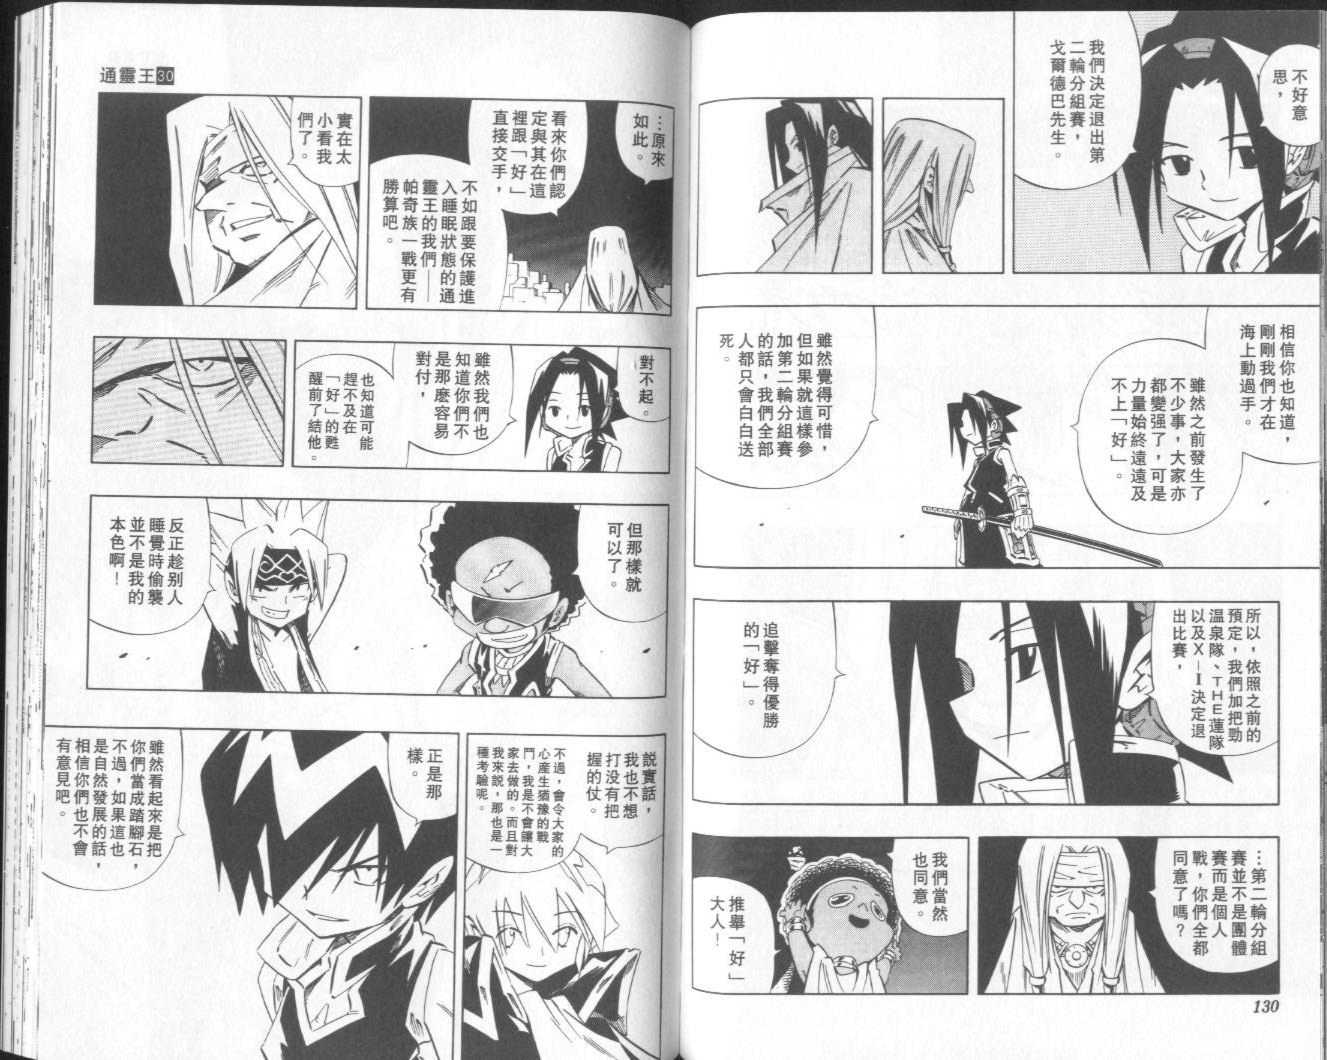 不好意
思，
我們決定退出第
二輪分組賽，
戈爾德巴先生。
相信你也知道，
剛剛我們才在
海上動過手。
雖然之前發生了
不少事，大家亦
都變强了，可是
力量始終遠遠及
不上「好」。
雖然覺得可惜，
但如果就這樣參
加第二輪分組賽
的話，我們全部
人都只會白白送
死。
所以，依照之前的
預定，我們加把勁
溫泉隊、THE蓮隊
以及X－I決定退
出比賽，
追擊奪得優勝
的「好」。
…第二輪分組
賽並不是團體
賽而是個人
戰，你們全都
同意了嗎？
我們當然
也同意。
推舉「好」
大人！
130
通靈王30
…原來
如此。
看來你們認
定與其在這
裡跟「好」
直接交手，
不如跟要保護進
入睡眠狀態的通
靈王的我們——
帕奇族一戰更有
勝算吧。
實在太
小看我
們了。
對不起。
雖然我們也
知道你們不
是那麼容易
對付，
也知道可能
趕不及在
「好」的甦
醒前了結他。
但那樣就
可以了。
反正趁別人
睡覺時偷襲
並不是我的
本色啊！
說實話，
我也不想
打沒有把
握的仗。
不過，會令大家的
心產生猶豫的戰
鬥，我是不會讓大
家去做的。而且對
我來說，那也是一
種考驗呢。
正是那
樣。
雖然看起來是把
你們當成踏腳石，
不過，如果這也
是自然發展的話，
相信你們也不會
有意見吧。